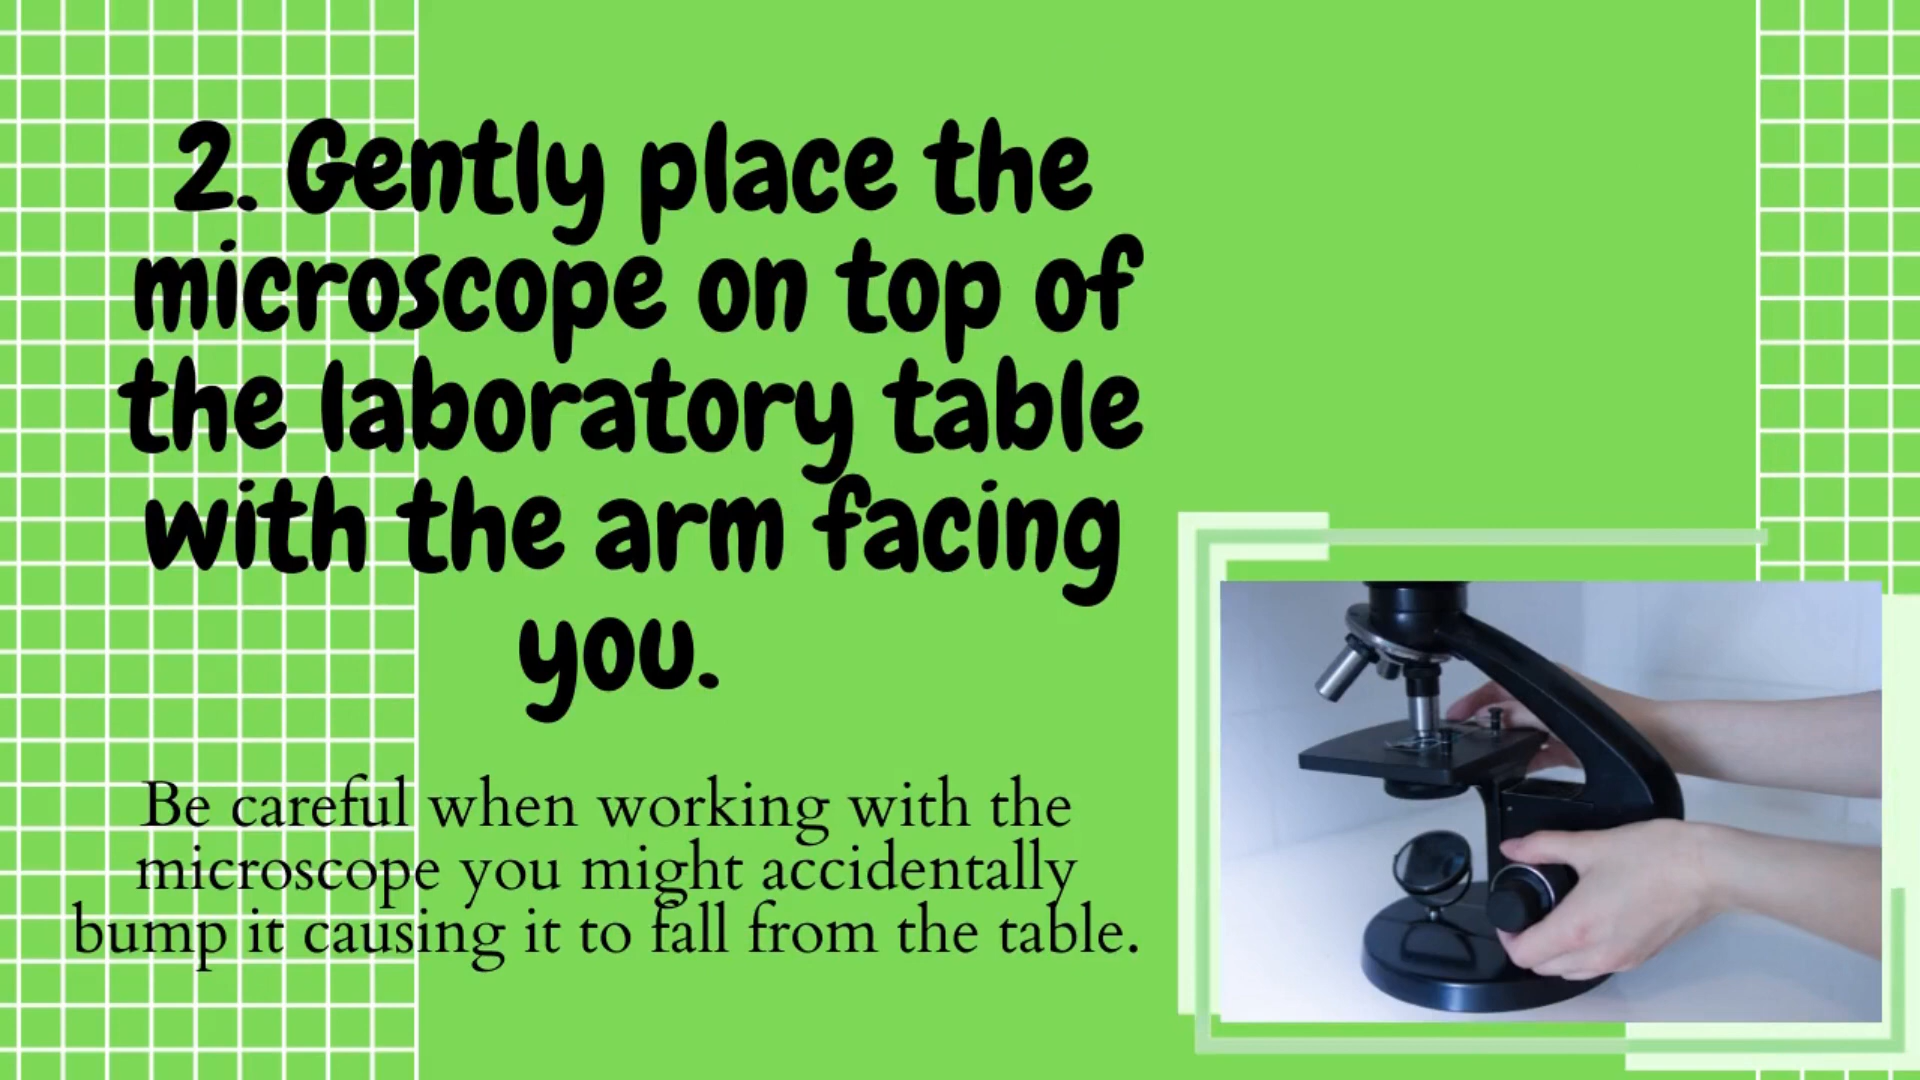 2. Gently place the
microscope on top of
the laboratory table
with the arm facing
you.
Be careful when working with the
microscope you might accidentally
bump it causing it to fall from the table.